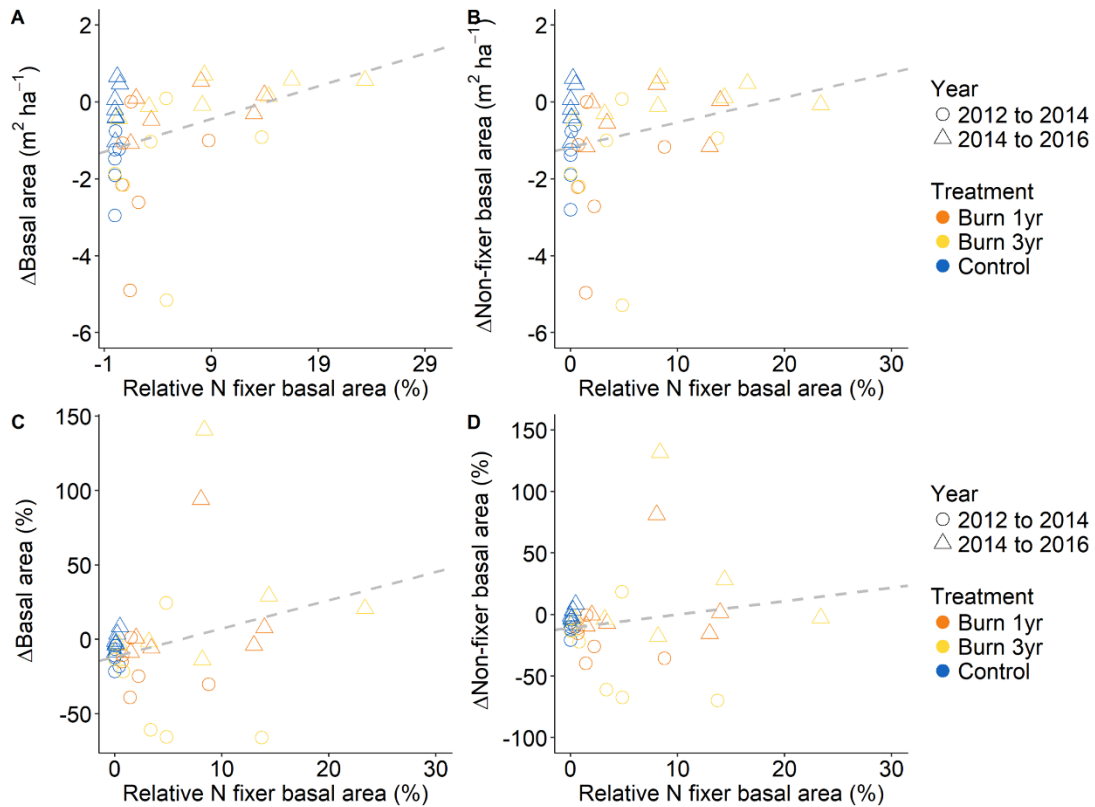 A
B
2
0
-2
-4
-6
ΔBasal area (m² ha⁻¹)
-1
9
19
29
Relative N fixer basal area (%)
2
0
-2
-4
-6
ΔNon-fixer basal area (m² ha⁻¹)
0
10
20
30
Relative N fixer basal area (%)
Year
2012 to 2014
2014 to 2016
Treatment
Burn 1yr
Burn 3yr
Control
C
D
150
100
50
0
-50
ΔBasal area (%)
0
10
20
30
Relative N fixer basal area (%)
150
100
50
0
-50
-100
ΔNon-fixer basal area (%)
0
10
20
30
Relative N fixer basal area (%)
Year
2012 to 2014
2014 to 2016
Treatment
Burn 1yr
Burn 3yr
Control